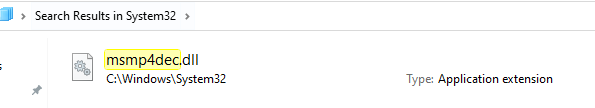 Search Results in System32
msmp4dec.dll
C:\Windows\System32
Type: Application extension